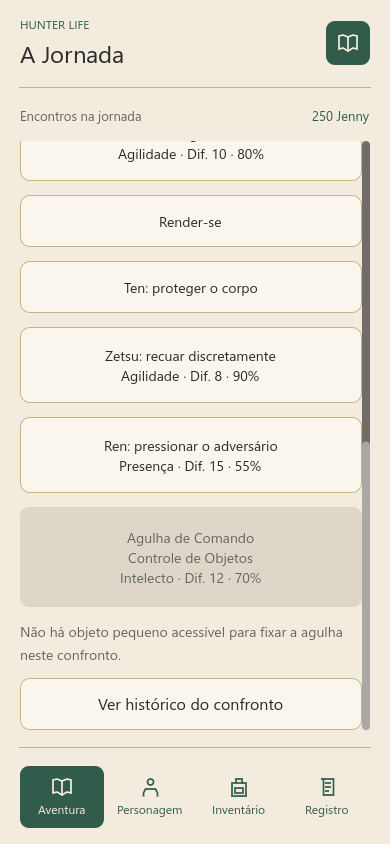 HUNTER LIFE
A Jornada
Encontros na jornada
250 Jenny
Agilidade · Dif. 10 · 80%
Render-se
Ten: proteger o corpo
Zetsu: recuar discretamente
Agilidade · Dif. 8 · 90%
Ren: pressionar o adversário
Presença · Dif. 15 · 55%
Agulha de Comando
Controle de Objetos
Intelecto · Dif. 12 · 70%
Não há objeto pequeno acessível para fixar a agulha
neste confronto.
Ver histórico do confronto
Aventura
Personagem
Inventário
Registro